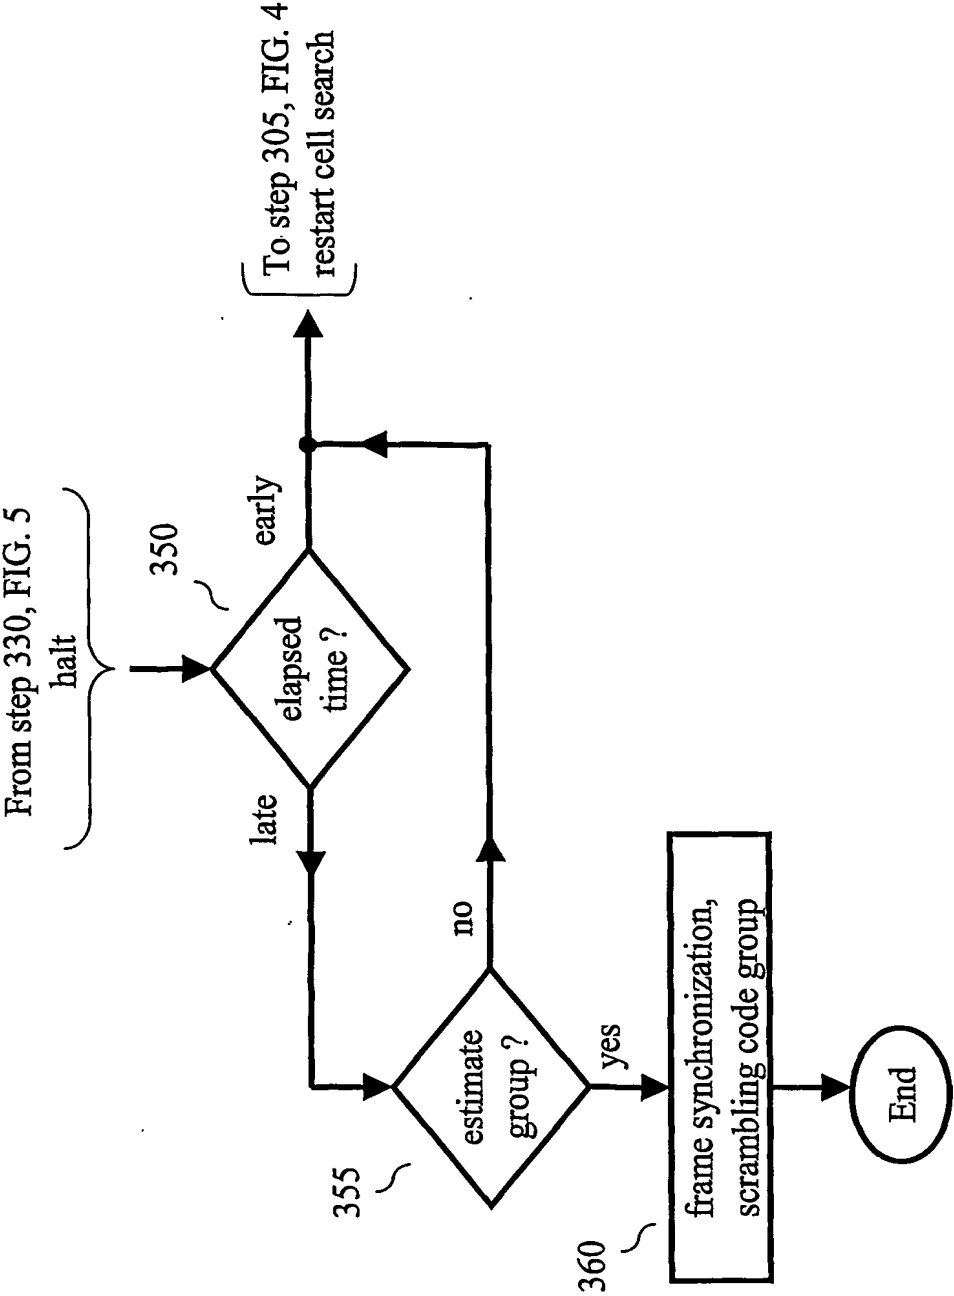 From step 330, FIG. 5
halt
350
elapsed
time ?
early
To step 305, FIG. 4
restart cell search
late
355
estimate
group ?
no
yes
360
frame synchronization,
scrambling code group
End